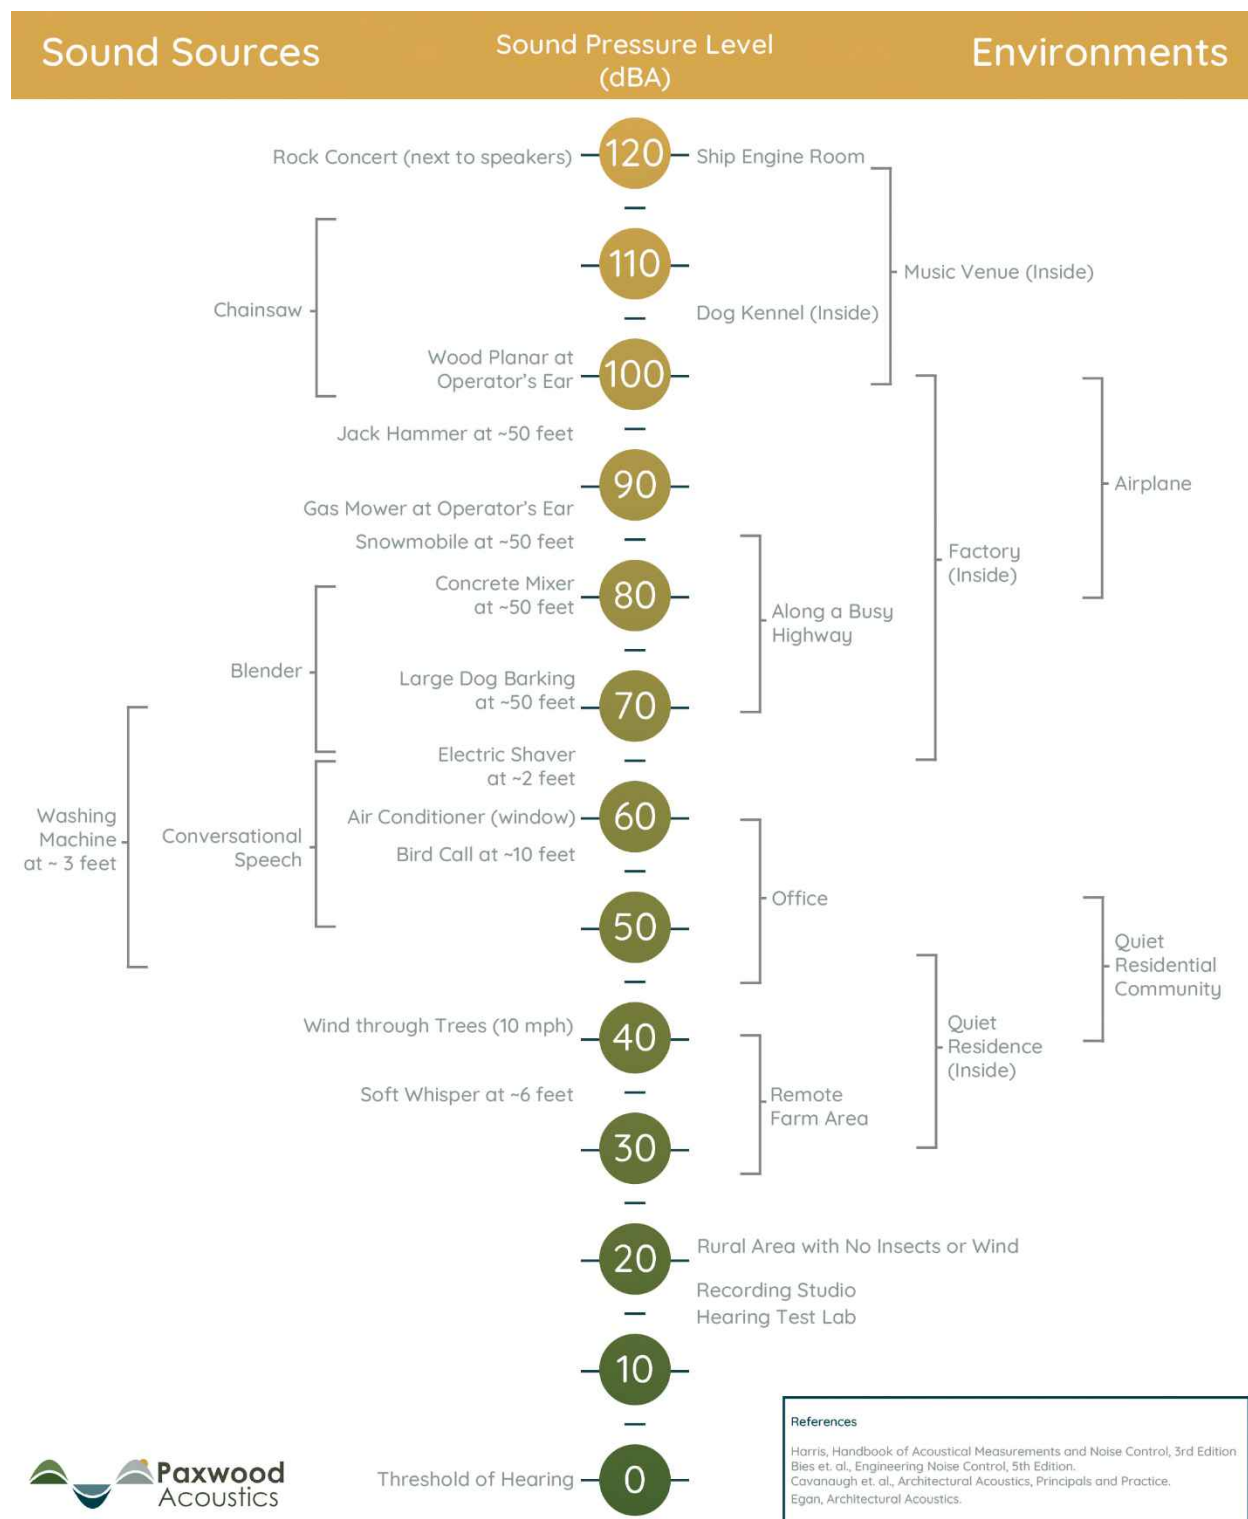 Sound Sources
Sound Pressure Level
(dBA)
Environments
Rock Concert (next to speakers)
120
Ship Engine Room
110
Music Venue (Inside)
Chainsaw
Dog Kennel (Inside)
Wood Planar at
Operator's Ear
100
Jack Hammer at ~50 feet
90
Airplane
Gas Mower at Operator's Ear
Snowmobile at ~50 feet
Factory
(Inside)
Concrete Mixer
at ~50 feet
80
Along a Busy
Highway
Blender
Large Dog Barking
at ~50 feet
70
Electric Shaver
at ~2 feet
Washing
Machine
at ~ 3 feet
Conversational
Speech
Air Conditioner (window)
60
Bird Call at ~10 feet
Office
50
Quiet
Residential
Community
Wind through Trees (10 mph)
40
Quiet
Residence
(Inside)
Soft Whisper at ~6 feet
Remote
Farm Area
30
20
Rural Area with No Insects or Wind
Recording Studio
Hearing Test Lab
10
Threshold of Hearing
0
Paxwood
Acoustics
References
Harris, Handbook of Acoustical Measurements and Noise Control, 3rd Edition
Bies et. al., Engineering Noise Control, 5th Edition.
Cavanaugh et. al., Architectural Acoustics, Principals and Practice.
Egan, Architectural Acoustics.